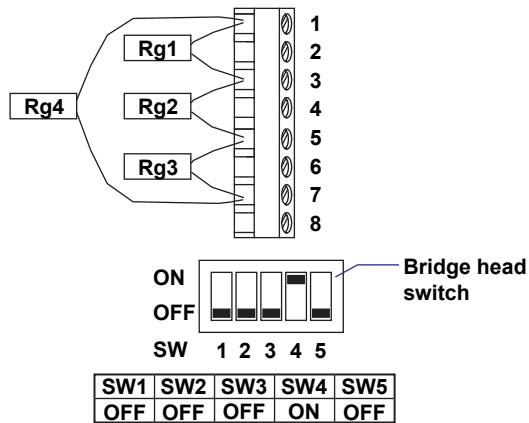 1
Rg1
2
3
Rg4
Rg2
4
5
Rg3
6
7
8
ON
OFF
Bridge head
switch
SW 1 2 3 4 5
SW1 SW2 SW3 SW4 SW5
OFF OFF OFF ON OFF